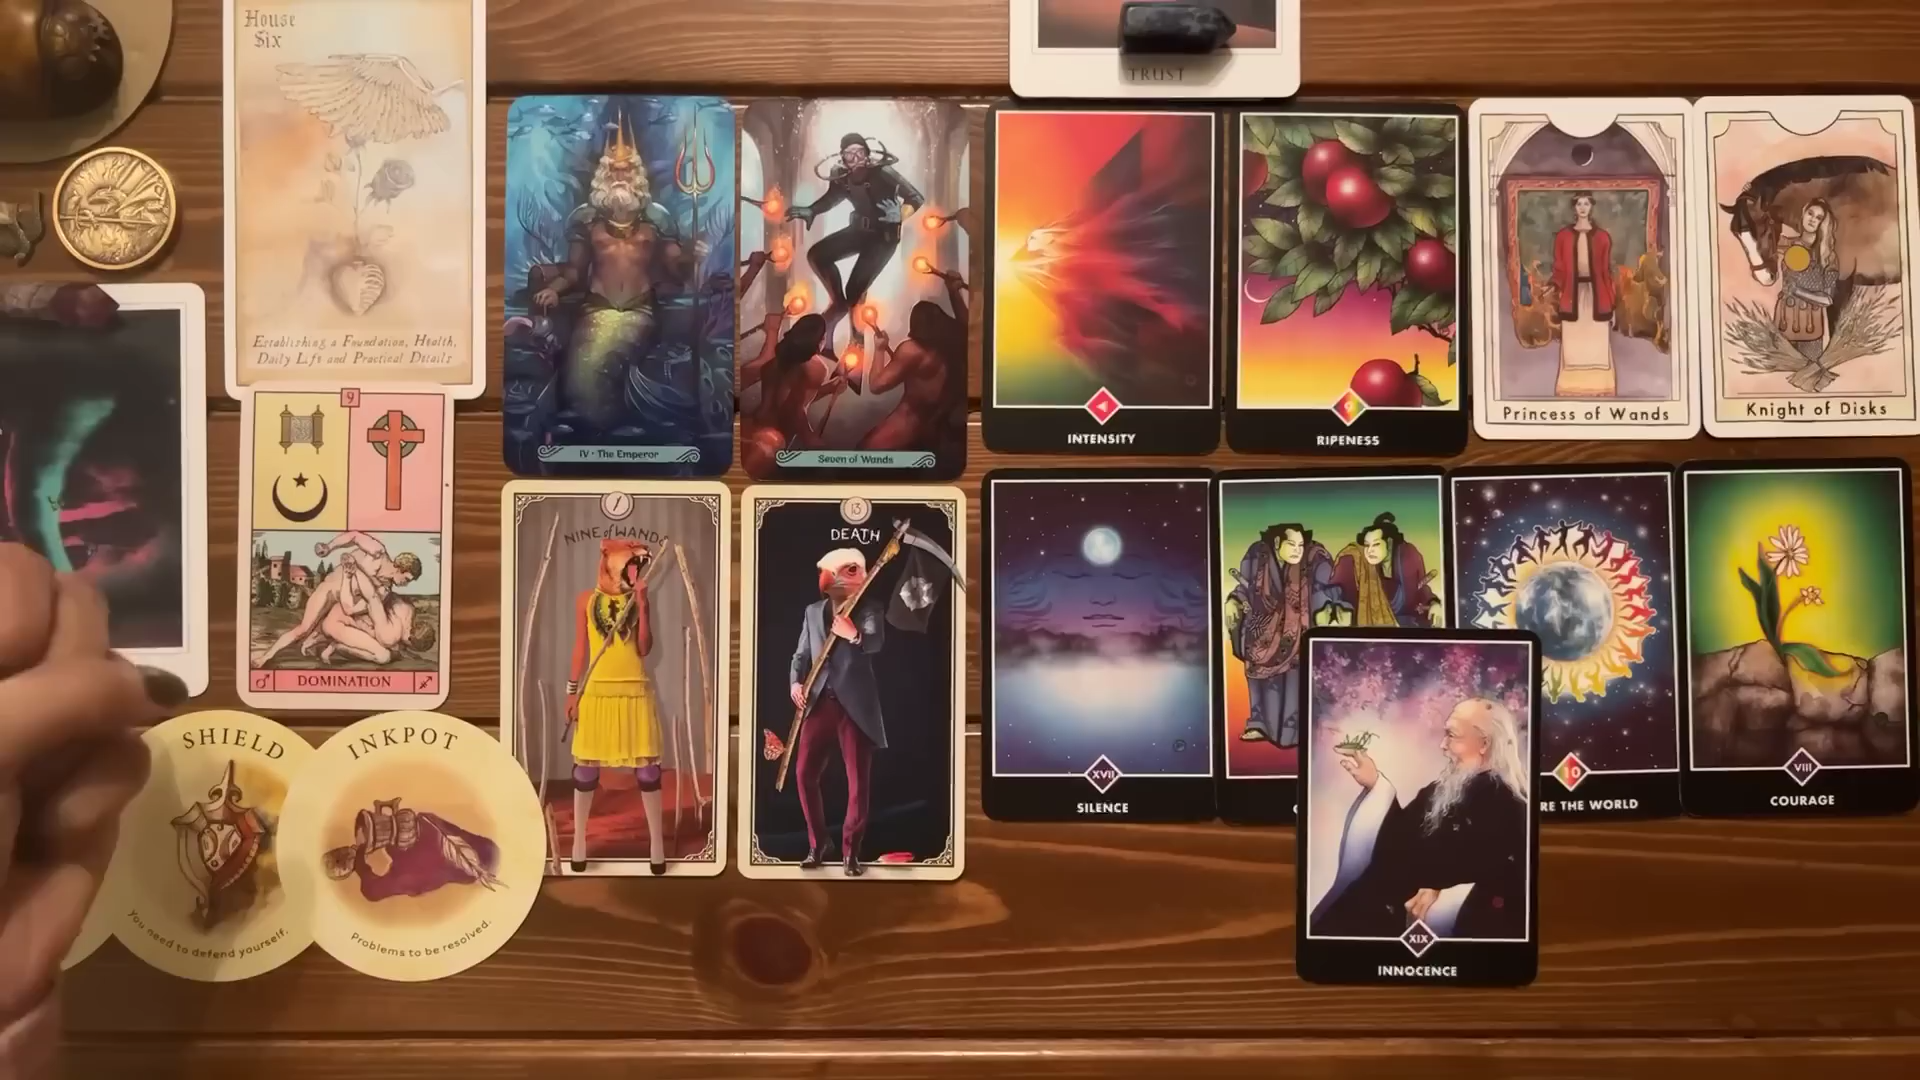 House
Six
Establishing a Foundation, Health,
Daily Life and Practical Details
TRUST
IV · The Emperor
Seven of Wands
INTENSITY
RIPENESS
9
Princess of Wands
Knight of Disks
9
DOMINATION
NINE of WANDS
13
DEATH
XVII
SILENCE
10
RE THE WORLD
VIII
COURAGE
XIX
INNOCENCE
SHIELD
You need to defend yourself.
INKPOT
Problems to be resolved.